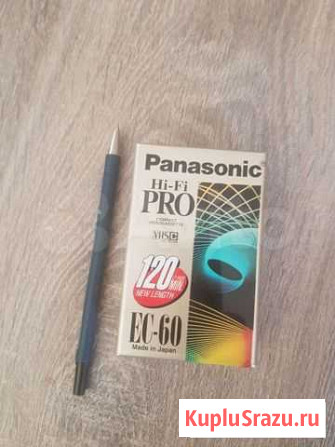 Panasonic
Hi-Fi
PRO
VHS C
120 MIN
NEW LENGTH
EC-60
Made in Japan
KupluSrazu.ru